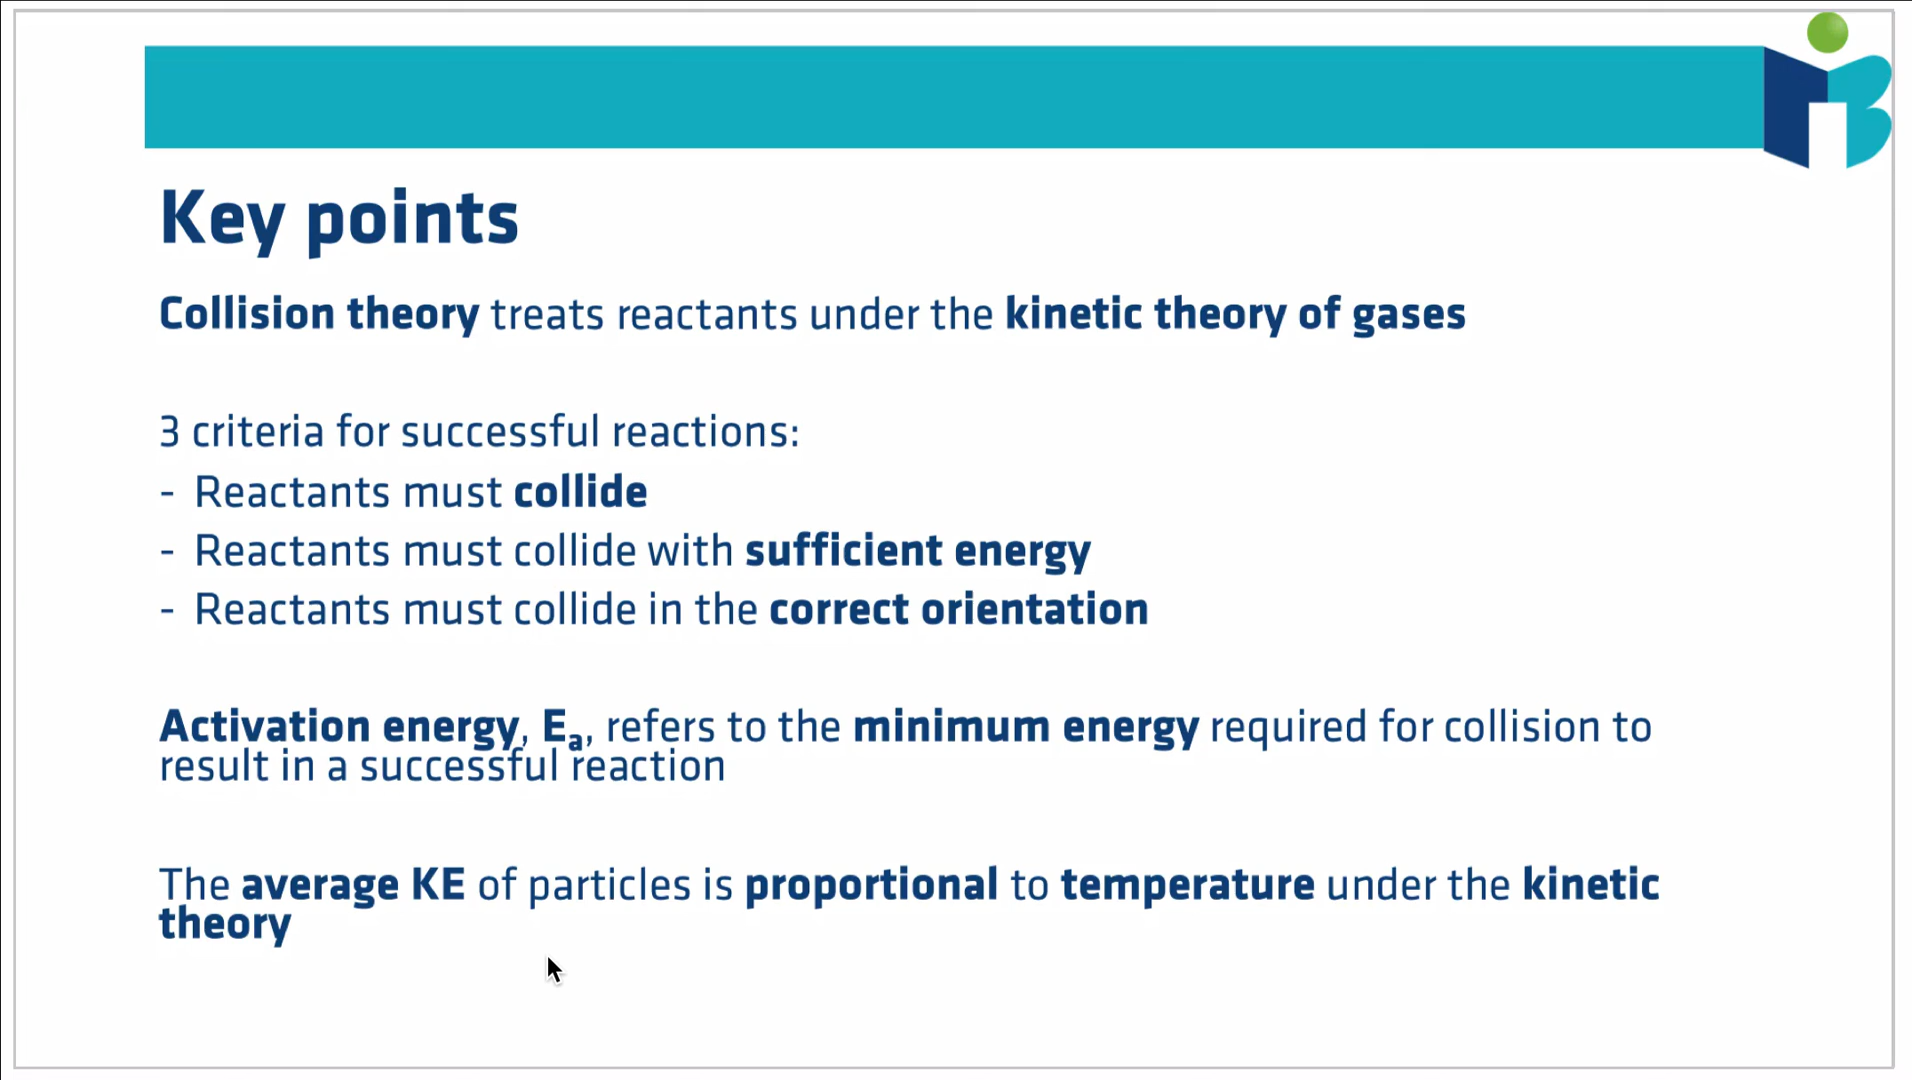 Key points
Collision theory treats reactants under the kinetic theory of gases
3 criteria for successful reactions:
- Reactants must collide
- Reactants must collide with sufficient energy
- Reactants must collide in the correct orientation
Activation energy, Ea, refers to the minimum energy required for collision to
result in a successful reaction
The average KE of particles is proportional to temperature under the kinetic
theory